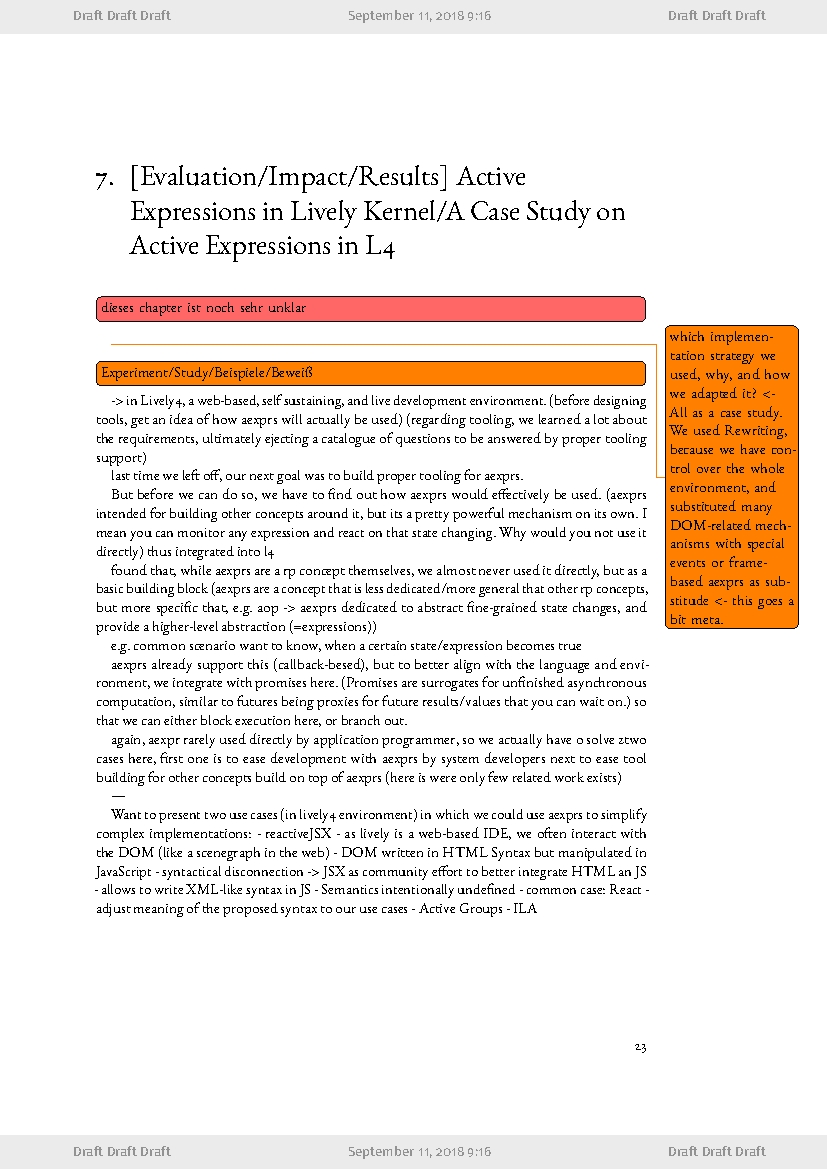 Draft Draft Draft September 11, 2018 9:16 Draft Draft Draft
7. [Evaluation/Impact/Results] Active
Expressions in Lively Kernel/A Case Study on
Active Expressions in L4
dieses chapter ist noch sehr unklar
Experiment/Study/Beispiele/Beweiß
-> in Lively4, a web-based, self sustaining, and live development environment. (before designing
tools, get an idea of how aexprs will actually be used) (regarding tooling, we learned a lot about
the requirements, ultimately ejecting a catalogue of questions to be answered by proper tooling
support)
last time we left off, our next goal was to build proper tooling for aexprs.
But before we can do so, we have to find out how aexprs would effectively be used. (aexprs
intended for building other concepts around it, but its a pretty powerful mechanism on its own. I
mean you can monitor any expression and react on that state changing. Why would you not use it
directly) thus integrated into l4
found that, while aexprs are a rp concept themselves, we almost never used it directly, but as a
basic building block (aexprs are a concept that is less dedicated/more general that other rp concepts,
but more specific that, e.g. aop -> aexprs dedicated to abstract fine-grained state changes, and
provide a higher-level abstraction (=expressions))
e.g. common scenario want to know, when a certain state/expression becomes true
aexprs already support this (callback-besed), but to better align with the language and envi-
ronment, we integrate with promises here. (Promises are surrogates for unfinished asynchronous
computation, similar to futures being proxies for future results/values that you can wait on.) so
that we can either block execution here, or branch out.
again, aexpr rarely used directly by application programmer, so we actually have o solve ztwo
cases here, first one is to ease development with aexprs by system developers next to ease tool
building for other concepts build on top of aexprs (here is were only few related work exists)
—
Want to present two use cases (in lively4 environment) in which we could use aexprs to simplify
complex implementations: - reactiveJSX - as lively is a web-based IDE, we often interact with
the DOM (like a scenegraph in the web) - DOM written in HTML Syntax but manipulated in
JavaScript - syntactical disconnection -> JSX as community effort to better integrate HTML an JS
- allows to write XML-like syntax in JS - Semantics intentionally undefined - common case: React -
adjust meaning of the proposed syntax to our use cases - Active Groups - ILA
which implemen-
tation strategy we
used, why, and how
we adapted it? <-
All as a case study.
We used Rewriting,
because we have con-
trol over the whole
environment, and
substituted many
DOM-related mech-
anisms with special
events or frame-
based aexprs as sub-
stitude <- this goes a
bit meta.
23
Draft Draft Draft September 11, 2018 9:16 Draft Draft Draft